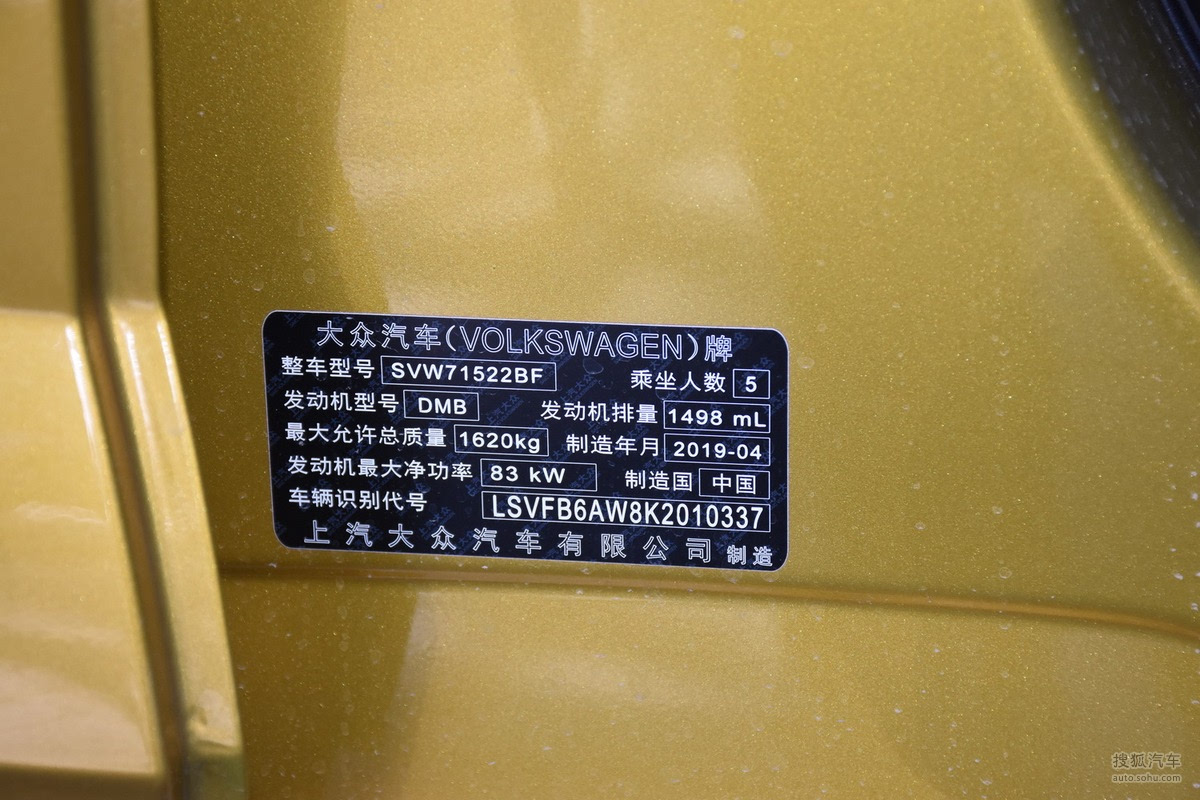 大众汽车(VOLKSWAGEN)牌
整车型号 SVW71522BF 乘坐人数 5
发动机型号 DMB 发动机排量 1498 mL
最大允许总质量 1620kg 制造年月 2019-04
发动机最大净功率 83 kW 制造国 中国
车辆识别代号 LSVFB6AW8K2010337
上汽大众汽车有限公司 制造
搜狐汽车
auto.sohu.com